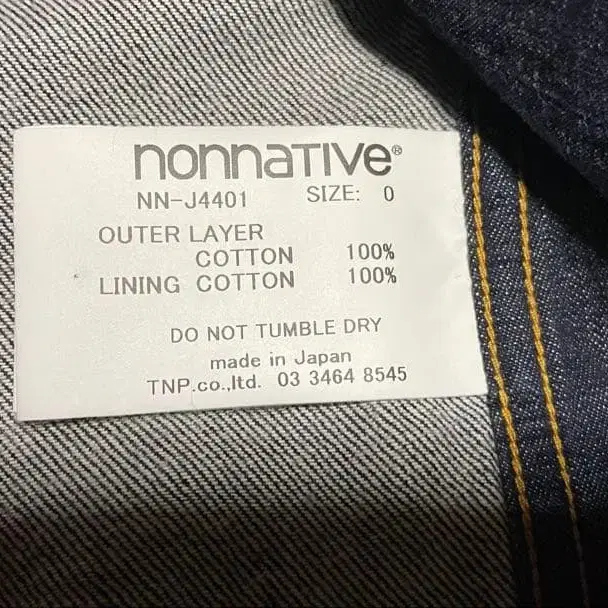 nonnative®
NN-J4401 SIZE: 0
OUTER LAYER
COTTON 100%
LINING COTTON 100%
DO NOT TUMBLE DRY
made in Japan
TNP.co.,ltd. 03 3464 8545